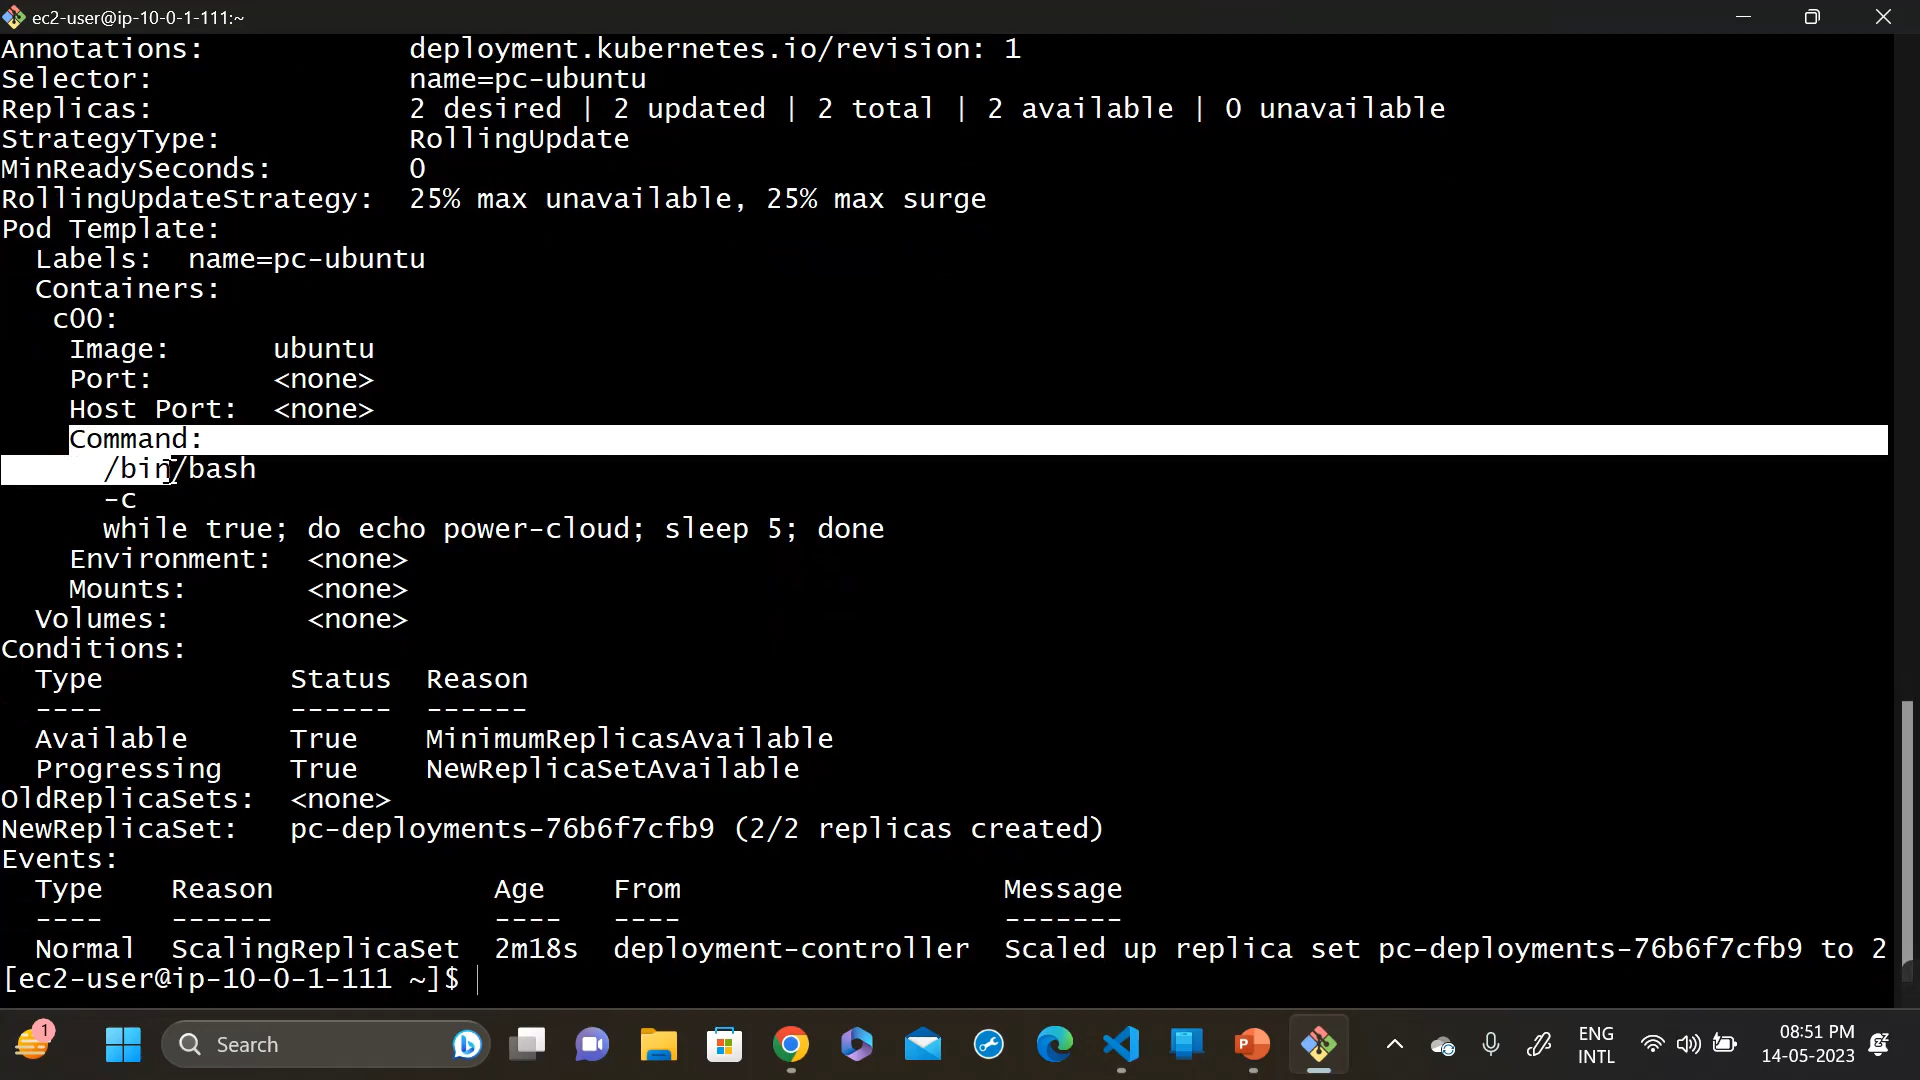 ec2-user@ip-10-0-1-111:~
Annotations: deployment.kubernetes.io/revision: 1
Selector: name=pc-ubuntu
Replicas: 2 desired | 2 updated | 2 total | 2 available | 0 unavailable
StrategyType: RollingUpdate
MinReadySeconds: 0
RollingUpdateStrategy: 25% max unavailable, 25% max surge
Pod Template:
Labels: name=pc-ubuntu
Containers:
c00:
Image: ubuntu
Port: <none>
Host Port: <none>
Command:
/bin/bash
-c
while true; do echo power-cloud; sleep 5; done
Environment: <none>
Mounts: <none>
Volumes: <none>
Conditions:
Type Status Reason
---- ------ ------
Available True MinimumReplicasAvailable
Progressing True NewReplicaSetAvailable
OldReplicaSets: <none>
NewReplicaSet: pc-deployments-76b6f7cfb9 (2/2 replicas created)
Events:
Type Reason Age From Message
---- ------ ---- ---- -------
Normal ScalingReplicaSet 2m18s deployment-controller Scaled up replica set pc-deployments-76b6f7cfb9 to 2
[ec2-user@ip-10-0-1-111 ~]$
1
Search
ENG
INTL
08:51 PM
14-05-2023